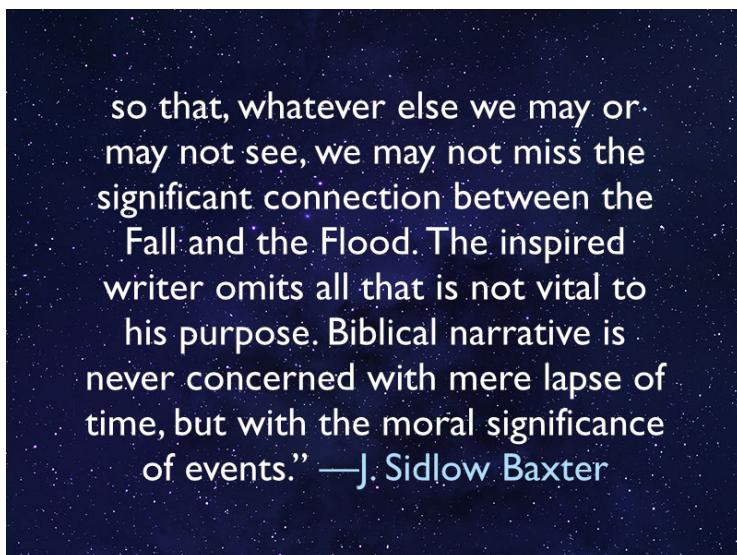 so that, whatever else we may or
may not see, we may not miss the
significant connection between the
Fall and the Flood. The inspired
writer omits all that is not vital to
his purpose. Biblical narrative is
never concerned with mere lapse of
time, but with the moral significance
of events.” —J. Sidlow Baxter